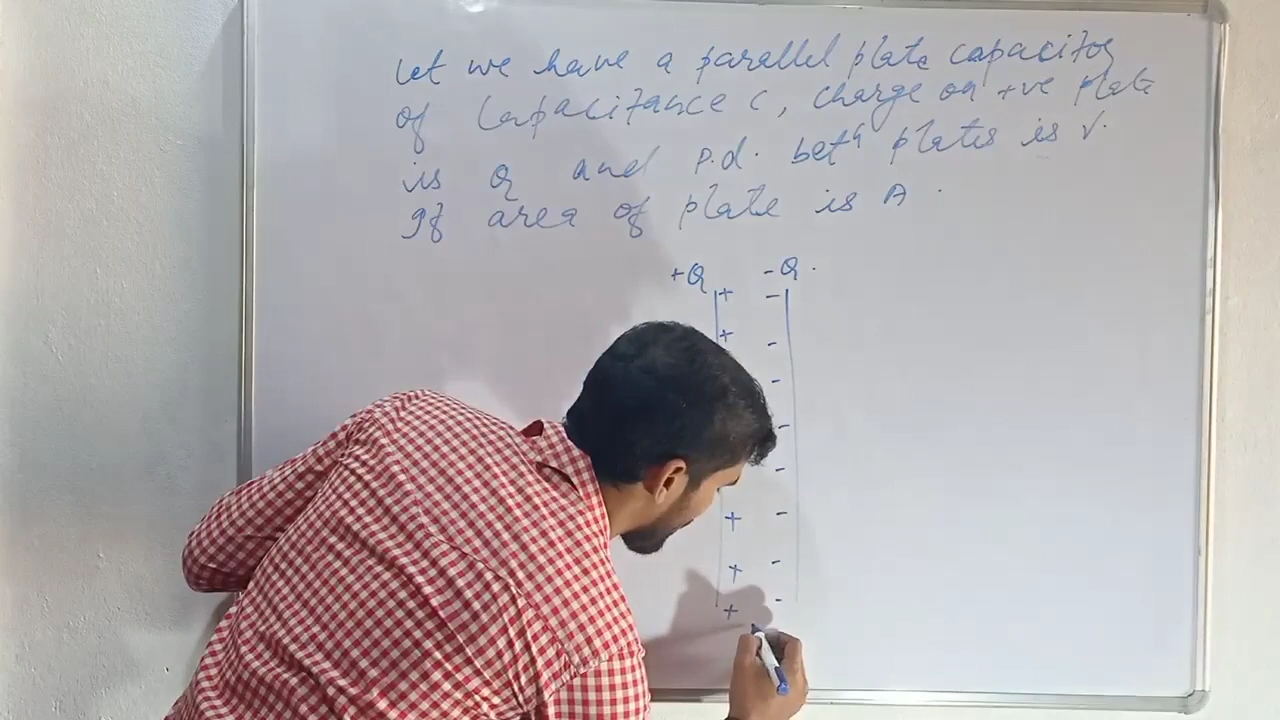 Let we have a parallel plate capacitor
of Capacitance C, charge on +ve plate
is Q and p.d. betn plates is V.
If area of plate is A.
+Q -Q.
+ -
+ -
-
-
-
+ -
+ -
+ -